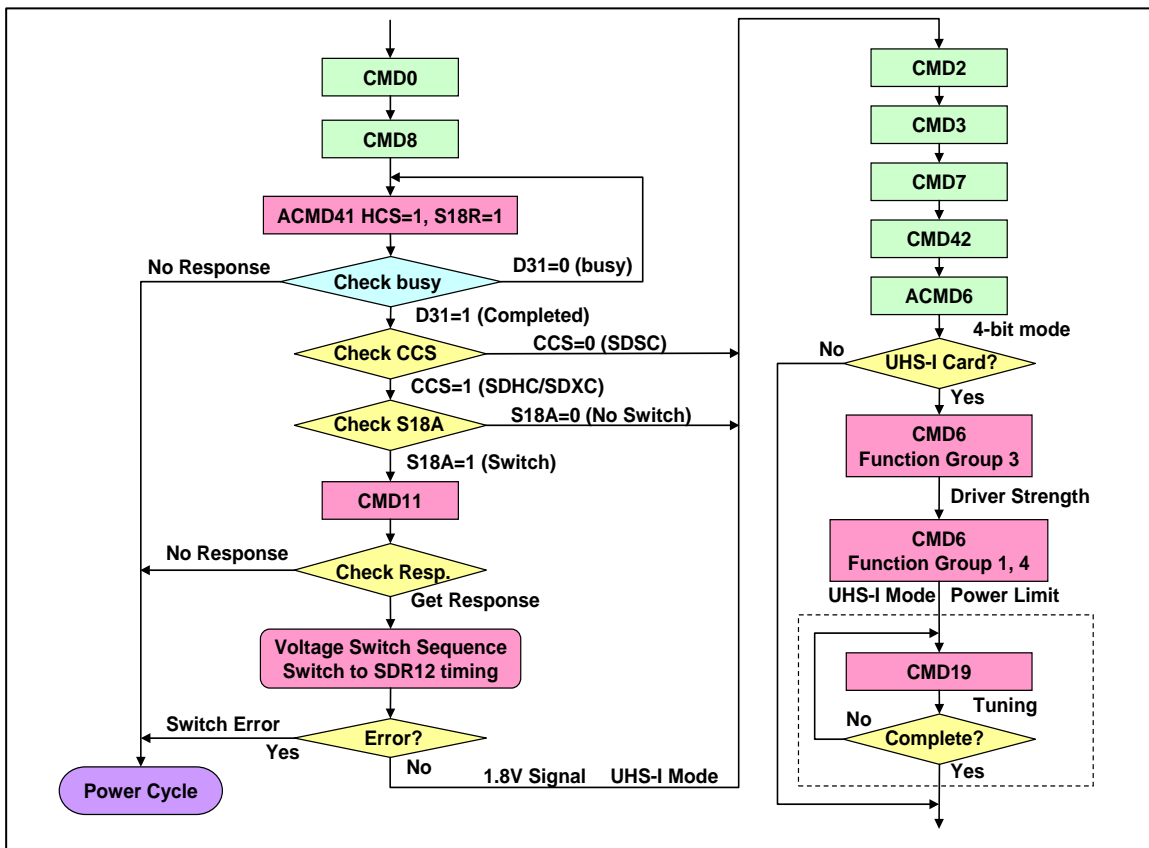 CMD0
CMD8
ACMD41 HCS=1, S18R=1
No Response
Check busy
D31=0 (busy)
D31=1 (Completed)
Check CCS
CCS=0 (SDSC)
CCS=1 (SDHC/SDXC)
Check S18A
S18A=0 (No Switch)
S18A=1 (Switch)
CMD11
No Response
Check Resp.
Get Response
Voltage Switch Sequence
Switch to SDR12 timing
Switch Error
Error?
Yes
No
1.8V Signal UHS-I Mode
Power Cycle
CMD2
CMD3
CMD7
CMD42
ACMD6
4-bit mode
No
UHS-I Card?
Yes
CMD6
Function Group 3
Driver Strength
CMD6
Function Group 1, 4
UHS-I Mode Power Limit
CMD19
Tuning
No
Complete?
Yes